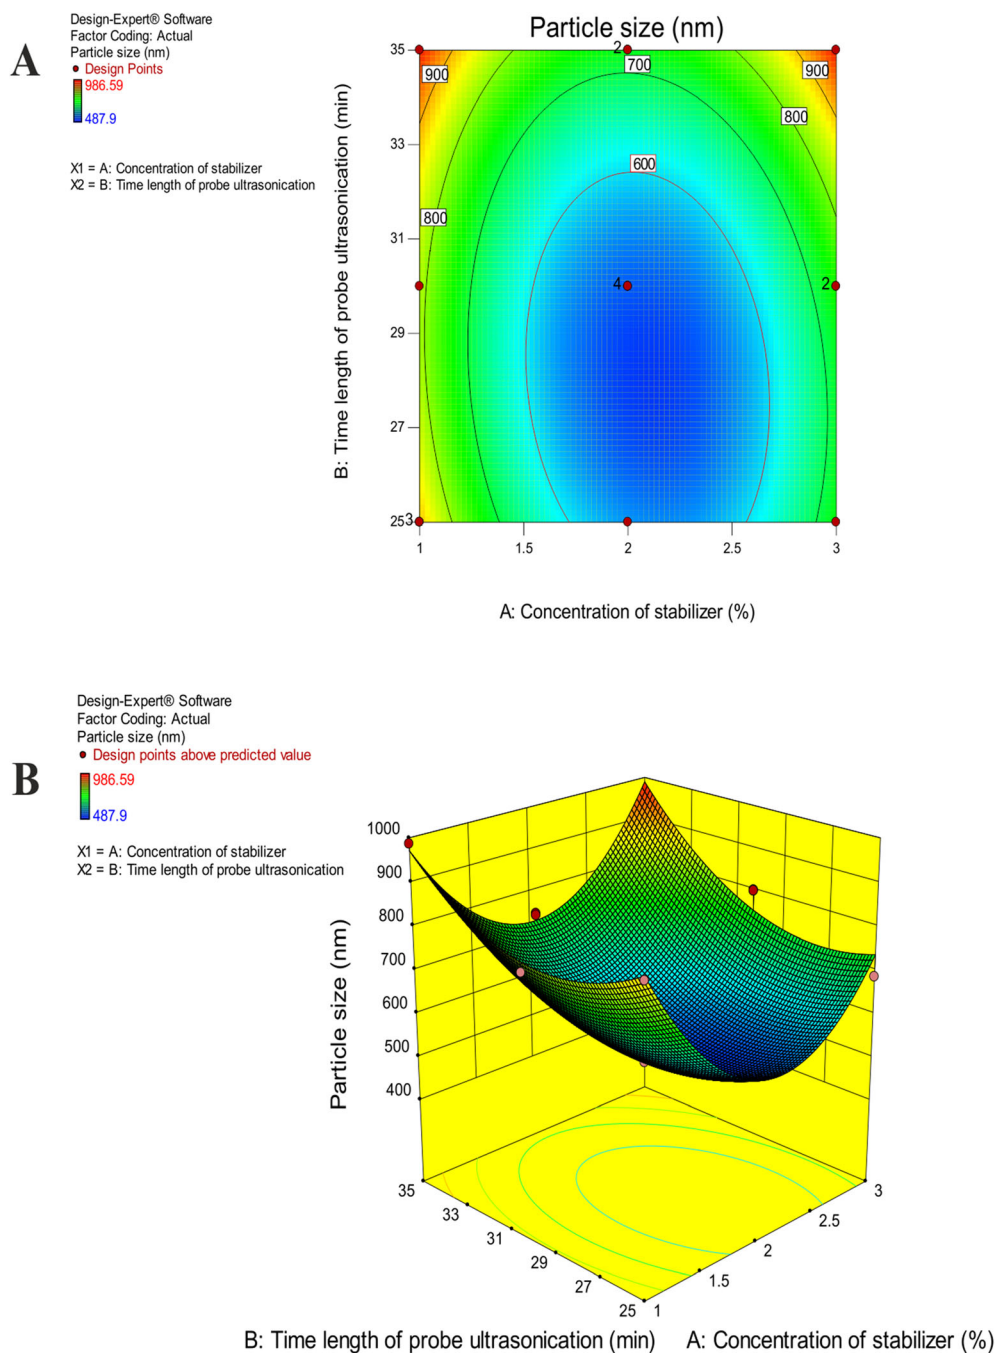 A
Design-Expert® Software
Factor Coding: Actual
Particle size (nm)
Design Points
986.59
487.9
X1 = A: Concentration of stabilizer
X2 = B: Time length of probe ultrasonication
Particle size (nm)
B: Time length of probe ultrasonication (min)
35
33
31
29
27
25
2
900
700
900
800
600
800
4
2
3
1
1.5
2
2.5
3
A: Concentration of stabilizer (%)
B
Design-Expert® Software
Factor Coding: Actual
Particle size (nm)
Design points above predicted value
986.59
487.9
X1 = A: Concentration of stabilizer
X2 = B: Time length of probe ultrasonication
Particle size (nm)
1000
900
800
700
600
500
400
35
33
31
29
27
25
1
1.5
2
2.5
3
B: Time length of probe ultrasonication (min)
A: Concentration of stabilizer (%)